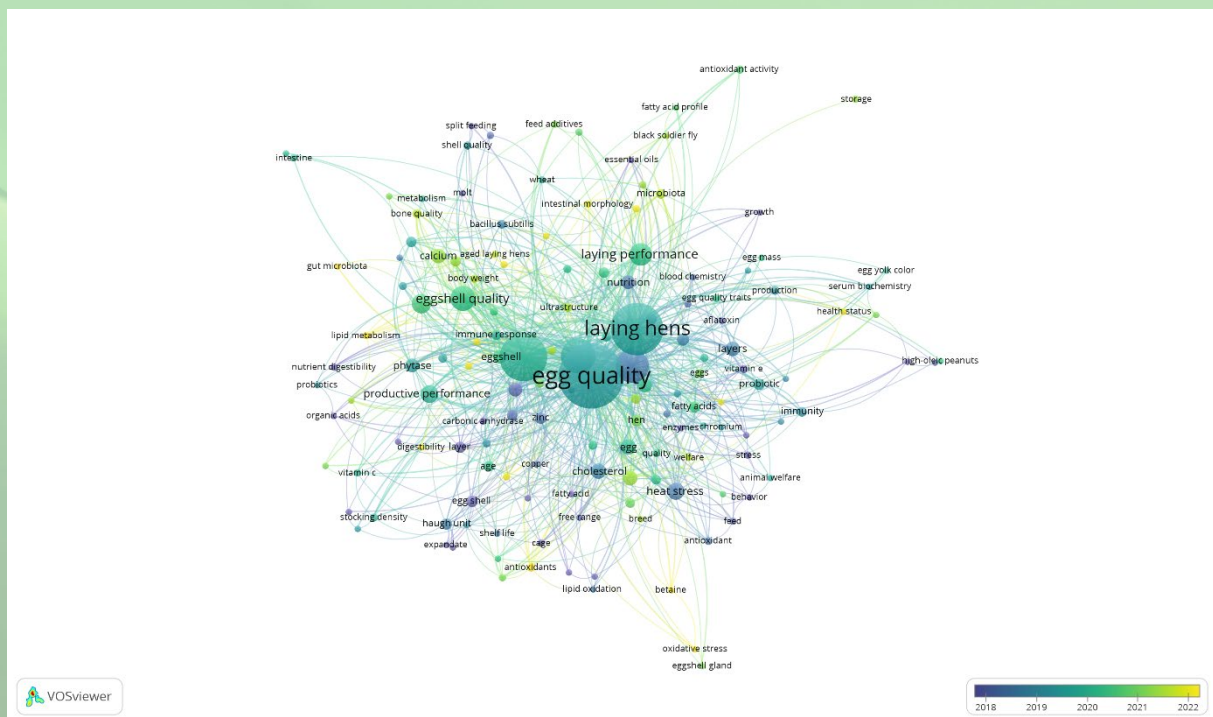 antioxidant activity
storage
fatty acid profile
split feeding
feed additives
black soldier fly
shell quality
essential oils
intestine
wheat
microbiota
metabolism
molt
intestinal morphology
bone quality
growth
bacillus subtills
calcium
aged laying hens
laying performance
egg mass
gut microbiota
body weight
nutrition
blood chemistry
egg yolk color
serum biochemistry
production
eggshell quality
egg quality traits
ultrastructure
health status
aflatoxin
laying hens
lipid metabolism
immune response
layers
eggshell
high-oleic peanuts
nutrient digestibility
phytase
vitamin e
egg quality
eggs
probiotics
probiotic
productive performance
fatty acids
organic acids
immunity
carbonic anhydrase
zinc
hen
enzymes
chromium
digestibility
layer
egg
quality
welfare
stress
vitamin c
age
copper
cholesterol
animal welfare
fatty acid
heat stress
behavior
egg shell
stocking density
haugh unit
free range
breed
feed
shelf life
expandate
cage
antioxidant
antioxidants
lipid oxidation
betaine
oxidative stress
eggshell gland
VOSviewer
2018 2019 2020 2021 2022